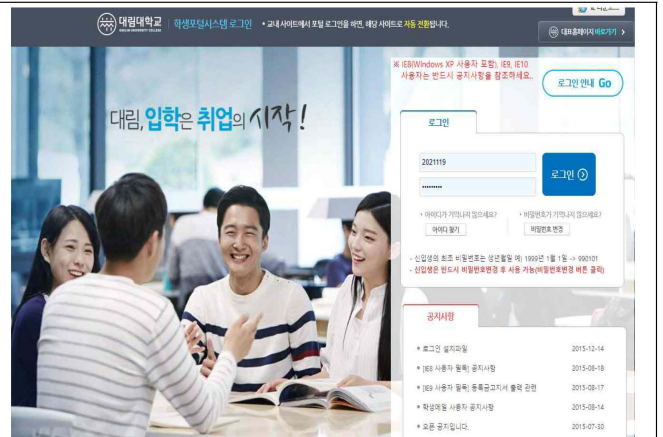 대림대학교 학생포털시스템 로그인 • 교내 사이트에서 포털 로그인을 하면, 해당 사이트로 자동 전환됩니다.
대표홈페이지 바로가기 >
※ IE8(Windows XP 사용자 포함), IE9, IE10
사용자는 반드시 공지사항을 참조하세요..
로그인 안내 Go
대림, 입학은 취업의 시작!
로그인
2021119
•••••••••
로그인
아이디가 기억나지 않으세요?
비밀번호가 기억나지 않으세요?
아이디 찾기
비밀번호 변경
- 신입생의 최초 비밀번호는 생년월일 예) 1999년 1월 1일 -> 990101
- 신입생은 반드시 비밀번호변경 후 사용 가능(비밀번호변경 버튼 클릭)
공지사항
로그인 설치파일 2015-12-14
[IE8 사용자 필독] 공지사항 2015-08-18
[IE9 사용자 필독] 등록금고지서 출력 관련 2015-08-17
학생메일 사용자 공지사항 2015-08-14
오픈 공지입니다. 2015-07-30